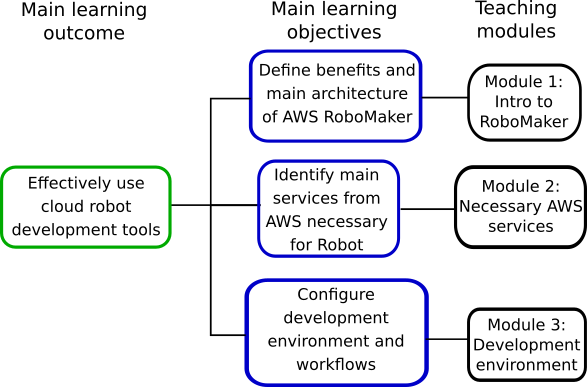 Main learning
outcome
Main learning
objectives
Teaching
modules
Effectively use
cloud robot
development tools
Define benefits and
main architecture
of AWS RoboMaker
Module 1:
Intro to
RoboMaker
Identify main
services from
AWS necessary
for Robot
Module 2:
Necessary AWS
services
Configure
development
environment and
workflows
Module 3:
Development
environment